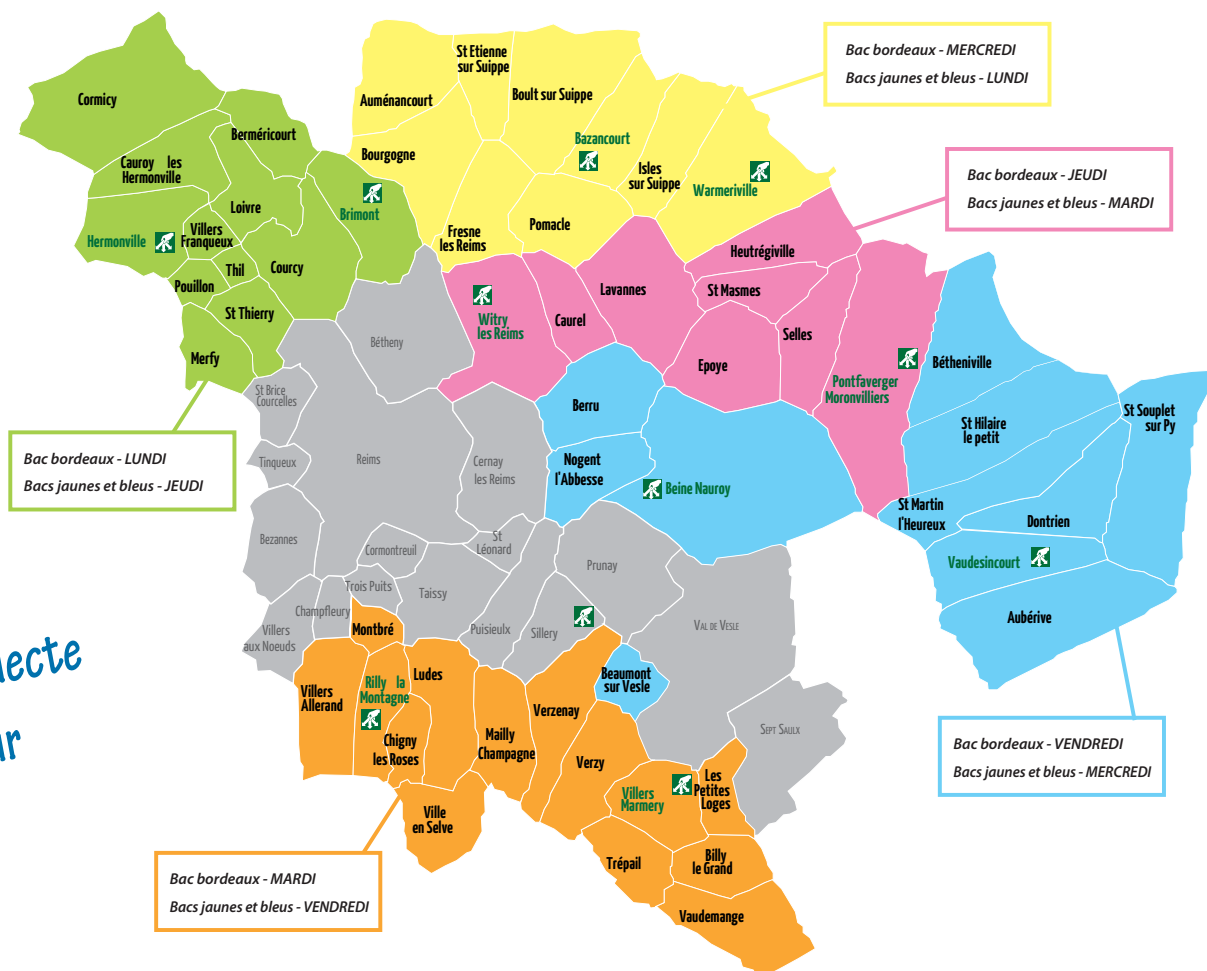 Bac bordeaux - MERCREDI
Bacs jaunes et bleus - LUNDI
Bac bordeaux - JEUDI
Bacs jaunes et bleus - MARDI
Bac bordeaux - LUNDI
Bacs jaunes et bleus - JEUDI
Bac bordeaux - VENDREDI
Bacs jaunes et bleus - MERCREDI
Bac bordeaux - MARDI
Bacs jaunes et bleus - VENDREDI
Cormicy
Berméricourt
Cauroy les
Hermonville
Loivre
Brimont
Hermonville
Villers
Franqueux
Thil
Courcy
Pouillon
St Thierry
Merfy
St Etienne
sur Suippe
Auménancourt
Boult sur Suippe
Bourgogne
Bazancourt
Isles
sur Suippe
Warmeriville
Fresne
les Reims
Pomacle
Heutrégiville
Lavannes
St Masmes
Witry
les Reims
Caurel
Selles
Epoye
Pontfaverger
Moronvilliers
Bétheniville
St Souplet
sur Py
St Hilaire
le petit
St Martin
l'Heureux
Dontrien
Vaudesincourt
Aubérive
Berru
Nogent
l'Abbesse
Beine Nauroy
Beaumont
sur Vesle
Bétheny
St Brice
Courcelles
Tinqueux
Reims
Cernay
les Reims
Bezannes
Cormontreuil
St
Léonard
Prunay
Trois Puits
Taissy
Champfleury
Villers
aux Noeuds
Puisieulx
Sillery
Val de Vesle
Sept Saulx
Montbré
Villers
Allerand
Rilly la
Montagne
Ludes
Chigny
les Roses
Mailly
Champagne
Verzenay
Verzy
Villers
Marmery
Les
Petites
Loges
Ville
en Selve
Trépail
Billy
le Grand
Vaudemange
lecte